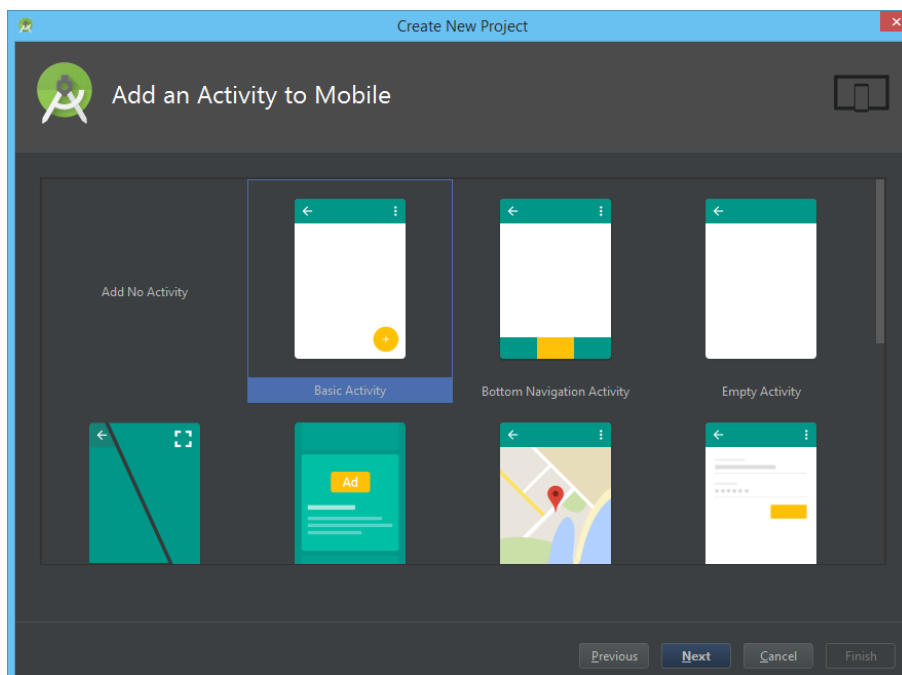 Create New Project
Add an Activity to Mobile
Add No Activity
Basic Activity
Bottom Navigation Activity
Empty Activity
Ad
Previous
Next
Cancel
Finish